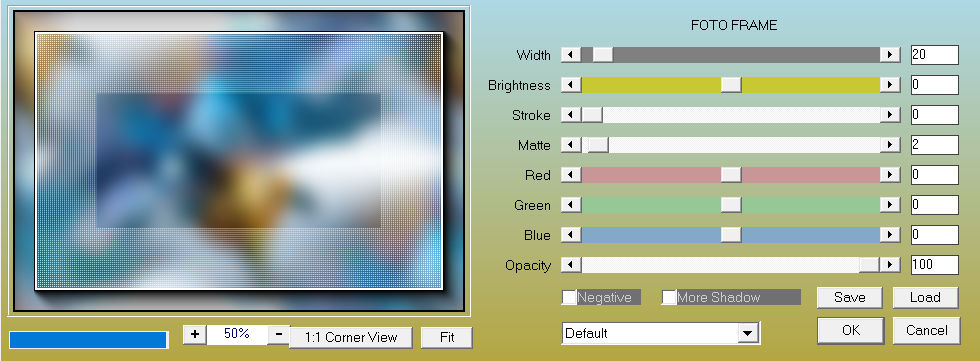 FOTO FRAME
Width 20
Brightness 0
Stroke 0
Matte 2
Red 0
Green 0
Blue 0
Opacity 100
Negative More Shadow Save Load
+ 50% - 1:1 Corner View Fit Default OK Cancel